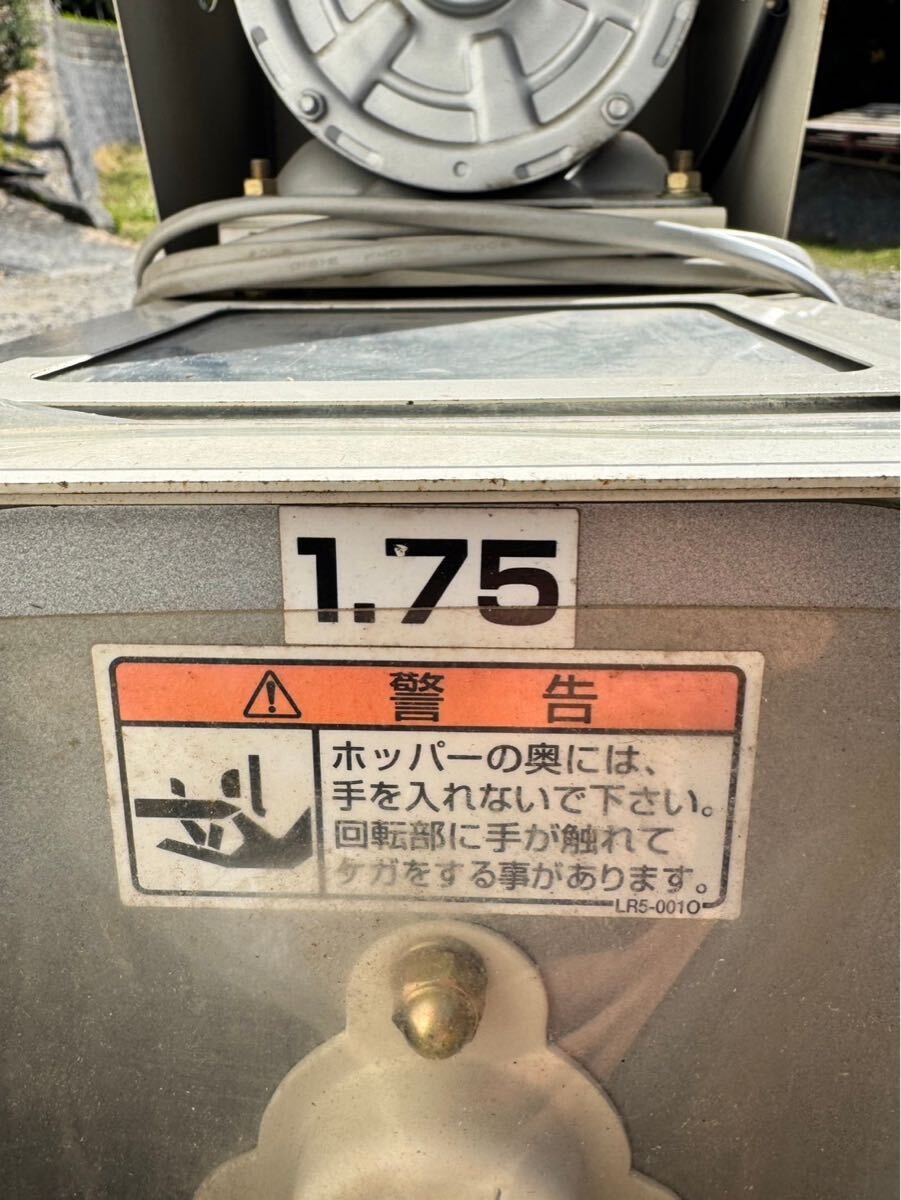 1.75
警告
ホッパーの奥には、
手を入れないで下さい。
回転部に手が触れて
ケガをする事があります。
LR5-001O